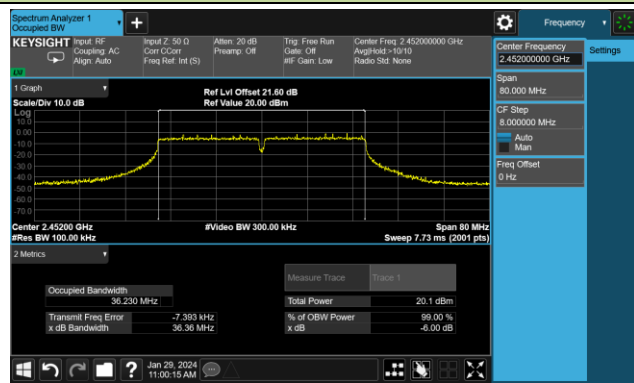 Spectrum Analyzer 1
Occupied BW
Frequency
KEYSIGHT
Input: RF
Coupling: AC
Align: Auto
Input Z: 50 Ω
Corr CCorr
Freq Ref: Int (S)
Atten: 20 dB
Preamp: Off
Trig: Free Run
Gate: Off
#IF Gain: Low
Center Freq: 2.452000000 GHz
Avg|Hold:>10/10
Radio Std: None
Center Frequency
2.452000000 GHz
Settings
Span
80.000 MHz
CF Step
8.000000 MHz
Auto
Man
Freq Offset
0 Hz
1 Graph
Scale/Div 10.0 dB
Ref Lvl Offset 21.60 dB
Ref Value 20.00 dBm
Log
10.0
0.00
-10.0
-20.0
-30.0
-40.0
-50.0
-60.0
-70.0
Center 2.45200 GHz
#Video BW 300.00 kHz
Span 80 MHz
#Res BW 100.00 kHz
Sweep 7.73 ms (2001 pts)
2 Metrics
Measure Trace
Trace 1
Occupied Bandwidth
36.230 MHz
Total Power
20.1 dBm
Transmit Freq Error
-7.393 kHz
% of OBW Power
99.00 %
x dB Bandwidth
36.36 MHz
x dB
-6.00 dB
?
Jan 29, 2024
11:00:15 AM